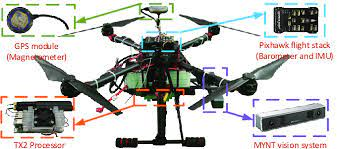 GPS module
(Magnetometer)
Pixhawk flight stack
(Barometer and IMU)
TX2 Processor
MYNT vision system